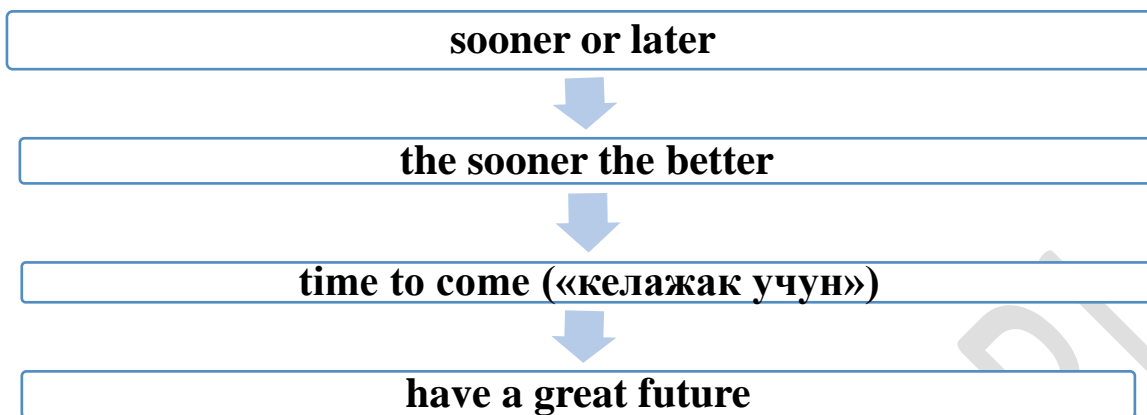 sooner or later
the sooner the better
time to come («келажак учун»)
have a great future